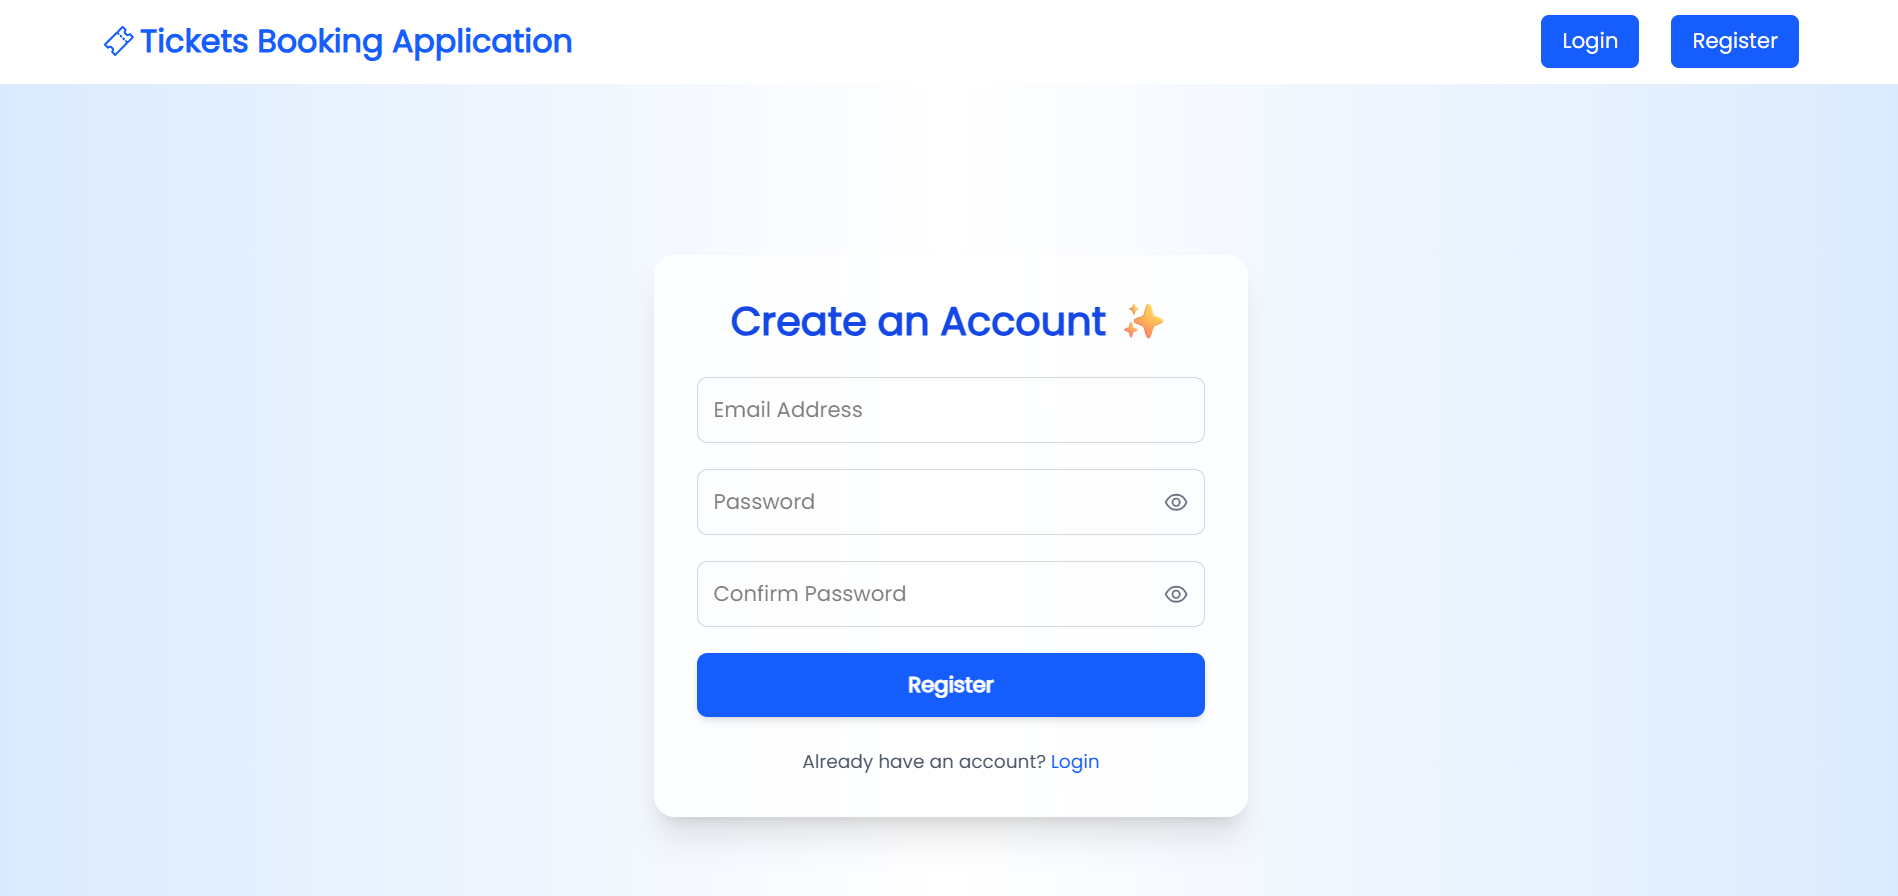 Tickets Booking Application
Login
Register
Create an Account ✨
Email Address
Password
Confirm Password
Register
Already have an account? Login